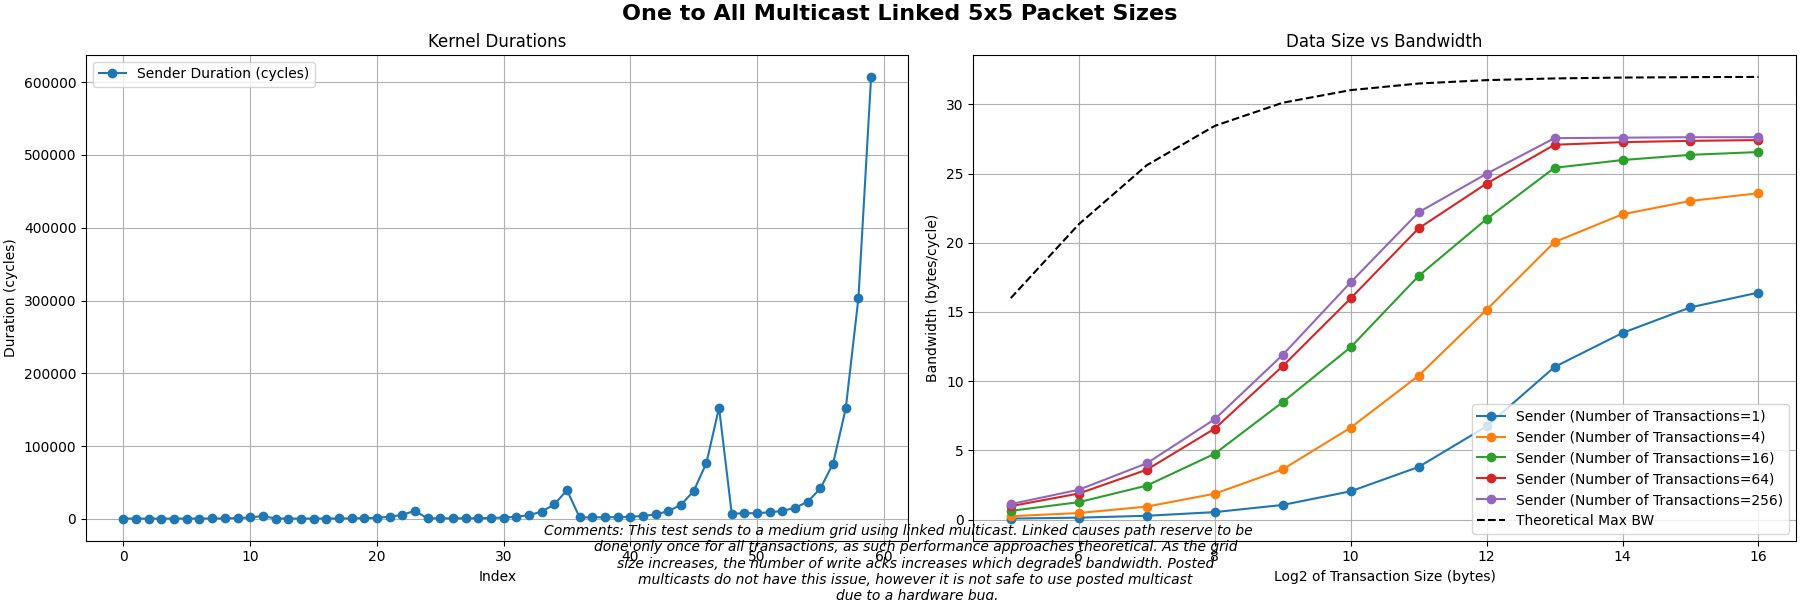 One to All Multicast Linked 5x5 Packet Sizes
Kernel Durations
Sender Duration (cycles)
600000
500000
400000
300000
200000
100000
0
Duration (cycles)
0
10
20
30
40
50
60
Index
Data Size vs Bandwidth
30
25
20
15
10
5
0
Bandwidth (bytes/cycle)
Sender (Number of Transactions=1)
Sender (Number of Transactions=4)
Sender (Number of Transactions=16)
Sender (Number of Transactions=64)
Sender (Number of Transactions=256)
Theoretical Max BW
6
8
10
12
14
16
Log2 of Transaction Size (bytes)
Comments: This test sends to a medium grid using linked multicast. Linked causes path reserve to be
done only once for all transactions, as such performance approaches theoretical. As the grid
size increases, the number of write acks increases which degrades bandwidth. Posted
multicasts do not have this issue, however it is not safe to use posted multicast
due to a hardware bug.